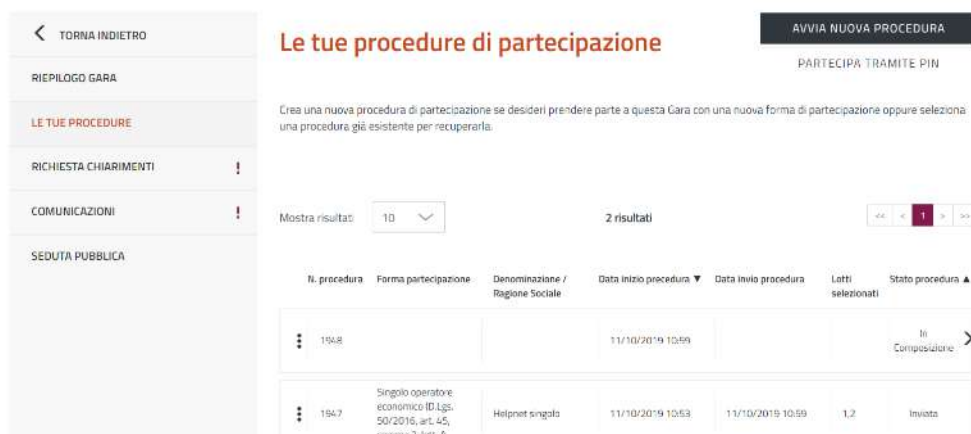 TORNA INDIETRO
RIEPILOGO GARA
LE TUE PROCEDURE
RICHIESTA CHIARIMENTI !
COMUNICAZIONI !
SEDUTA PUBBLICA
Le tue procedure di partecipazione
AVVIA NUOVA PROCEDURA
PARTECIPA TRAMITE PIN
Crea una nuova procedura di partecipazione se desideri prendere parte a questa Gara con una nuova forma di partecipazione oppure seleziona
una procedura già esistente per recuperarla.
Mostra risultati 10 2 risultati << < 1 > >>
N. procedura Forma partecipazione Denominazione / Data inizio precedura ▼ Data invio procedura Lotti Stato procedura ▲
Ragione Sociale selezionati
1948 11/10/2019 10:59 In
Composizione
Singolo operatore
economico (D.Lgs.
50/2016, art. 45,
1947 Helpnet singolo 11/10/2019 10:53 11/10/2019 10:59 1,2 Inviata